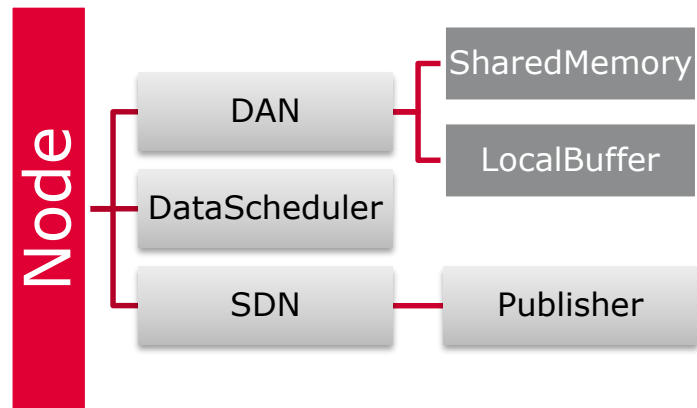 Node
DAN
SharedMemory
LocalBuffer
DataScheduler
SDN
Publisher